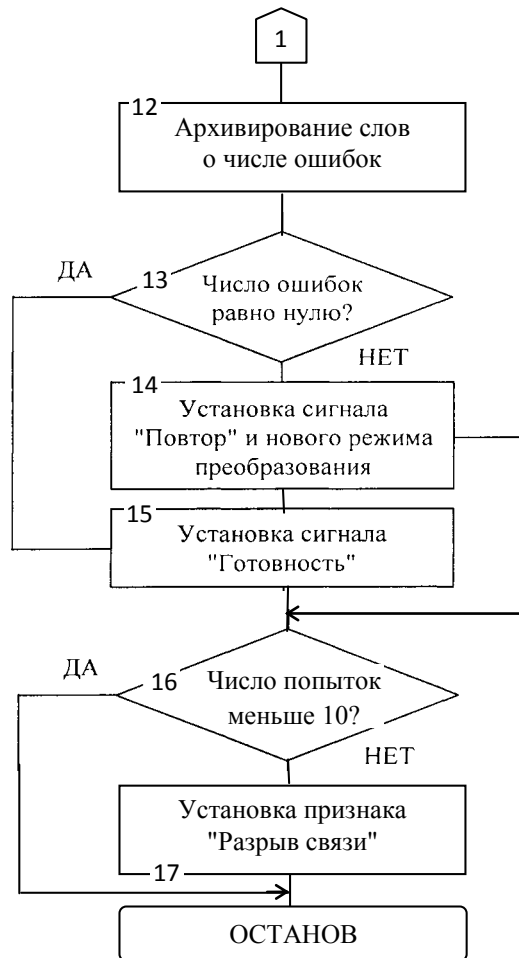 1
12
Архивирование слов
о числе ошибок
ДА
13
Число ошибок
равно нулю?
НЕТ
14
Установка сигнала
"Повтор" и нового режима
преобразования
15
Установка сигнала
"Готовность"
ДА
16
Число попыток
меньше 10?
НЕТ
Установка признака
"Разрыв связи"
17
ОСТАНОВ